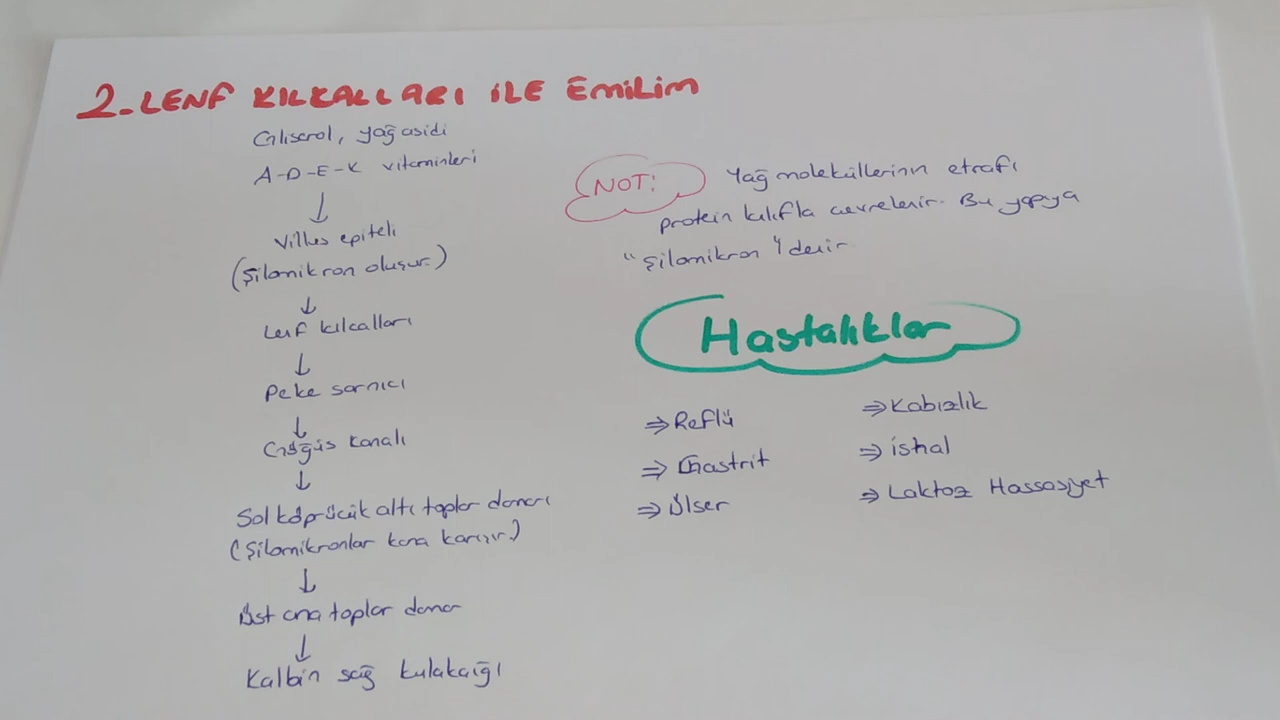 2. LENF KILKALLARI İLE EMİLİM
Gliserol, yağ asidi
A-D-E-K vitaminleri
↓
Villus epiteli
(Şilomikron oluşur.)
↓
Lenf kılcalları
↓
Peke sarnıcı
↓
Göğüs kanalı
↓
Sol köprücük altı toplar damarı
(Şilomikronlar kana karışır.)
↓
Üst ana toplar damar
↓
Kalbin sağ kulakçığı
NOT:
Yağ moleküllerinin etrafı
protein kılıfla çevrelenir. Bu yapıya
"Şilomikron" denir
Hastalıklar
⇒ Reflü
⇒ Gastrit
⇒ Ülser
⇒ Kabızlık
⇒ ishal
⇒ Laktoz Hassasiyet